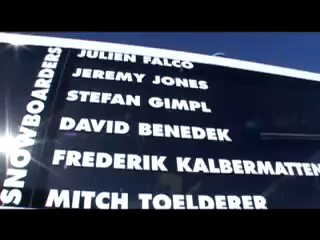 SNOWBOARDERS
JULIEN FALCO
JEREMY JONES
STEFAN GIMPL
DAVID BENEDEK
FREDERIK KALBERMATTEN
MITCH TOELDERER